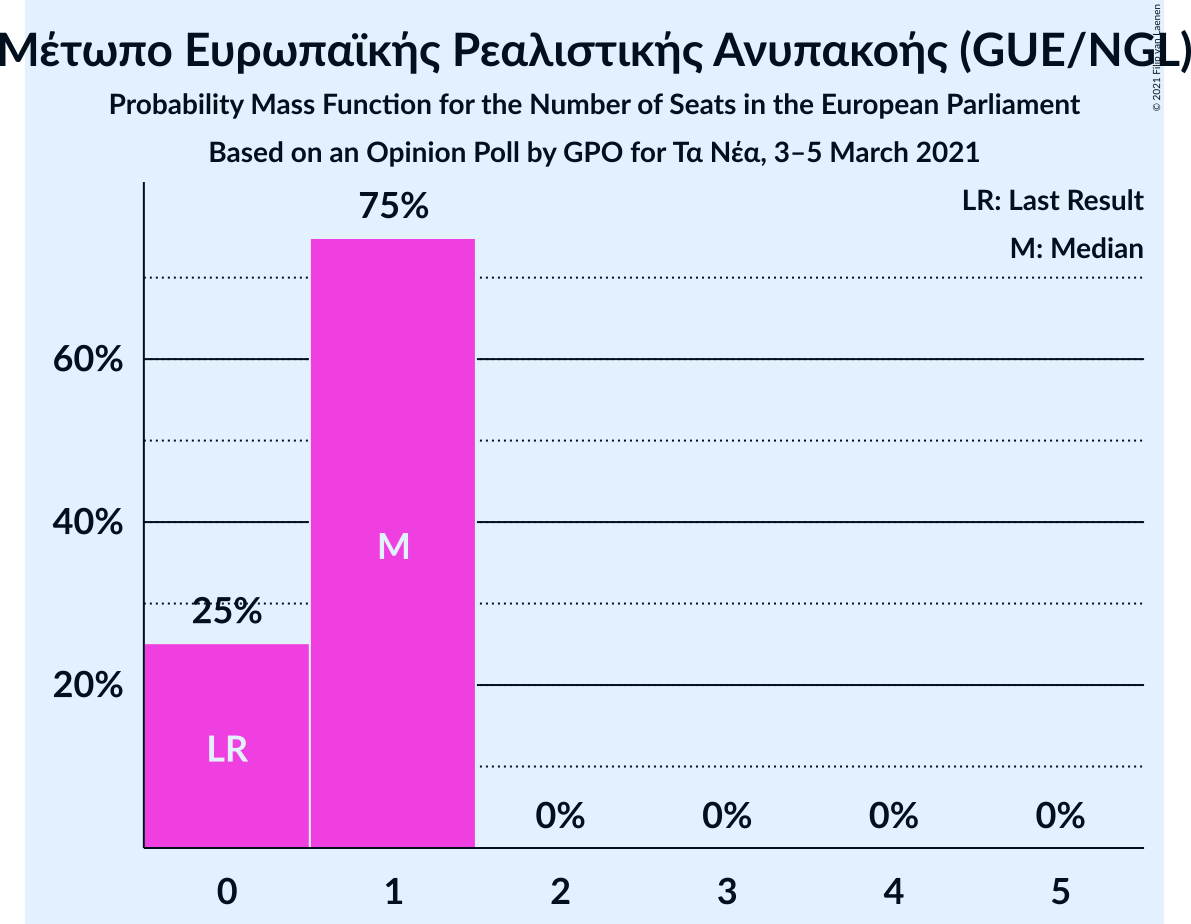 Μέτωπο Ευρωπαϊκής Ρεαλιστικής Ανυπακοής (GUE/NGL)
© 2021 Filip van Laenen
Probability Mass Function for the Number of Seats in the European Parliament
Based on an Opinion Poll by GPO for Τα Νέα, 3–5 March 2021
LR: Last Result
M: Median
75%
60%
40%
M
25%
20%
LR
0% 0% 0% 0%
0 1 2 3 4 5